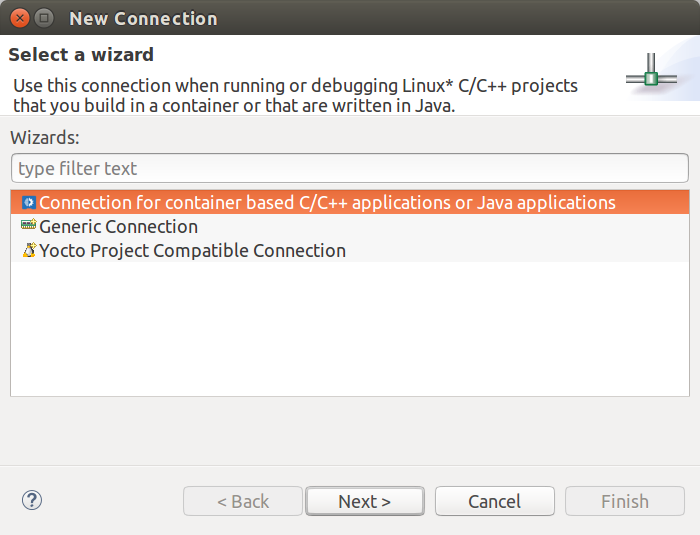 New Connection
Select a wizard
Use this connection when running or debugging Linux* C/C++ projects
that you build in a container or that are written in Java.
Wizards:
type filter text
Connection for container based C/C++ applications or Java applications
Generic Connection
Yocto Project Compatible Connection
? < Back Next > Cancel Finish